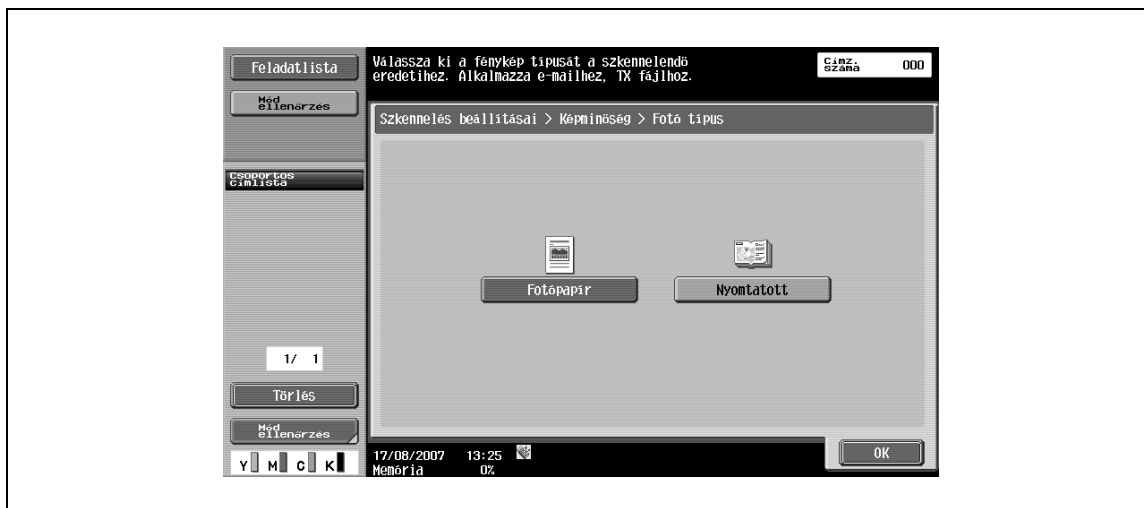 Feladatlista
Mód
ellenőrzés
Csoportos
címlista
1/ 1
Törlés
Mód
ellenőrzés
Y M C K
Válassza ki a fénykép típusát a szkennelendő
eredetihez. Alkalmazza e-mailhez, TX fájlhoz.
Címz.
száma 000
Szkennelés beállításai > Képminőség > Fotó típus
Fotópapír
Nyomtatott
17/08/2007 13:25
Memória 0%
OK